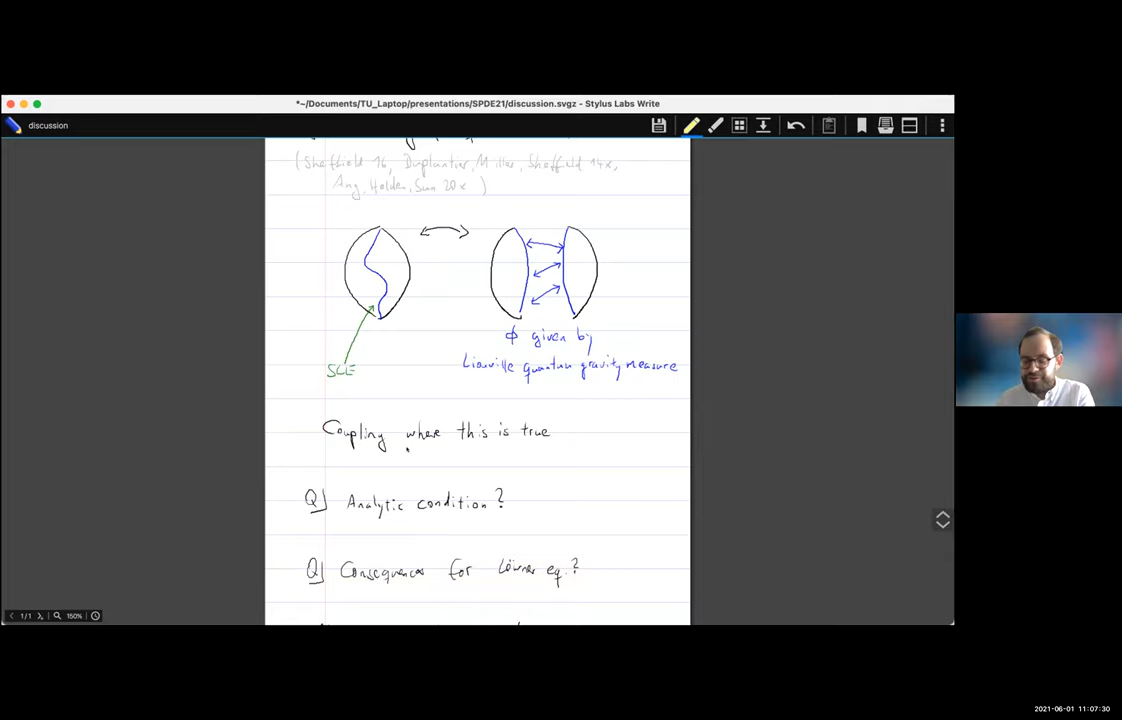 *~/Documents/TU_Laptop/presentations/SPDE21/discussion.svgz - Stylus Labs Write
discussion
(Sheffield 16, Duplantier, Miller, Sheffield 14x,
Ang, Holden, Sun 20x)
SLE
ϕ given by
Liouville quantum gravity measure
Coupling where this is true
Q) Analytic condition?
Q) Consequences for Löwner eq.?
1/1
150%
2021-06-01 11:07:30